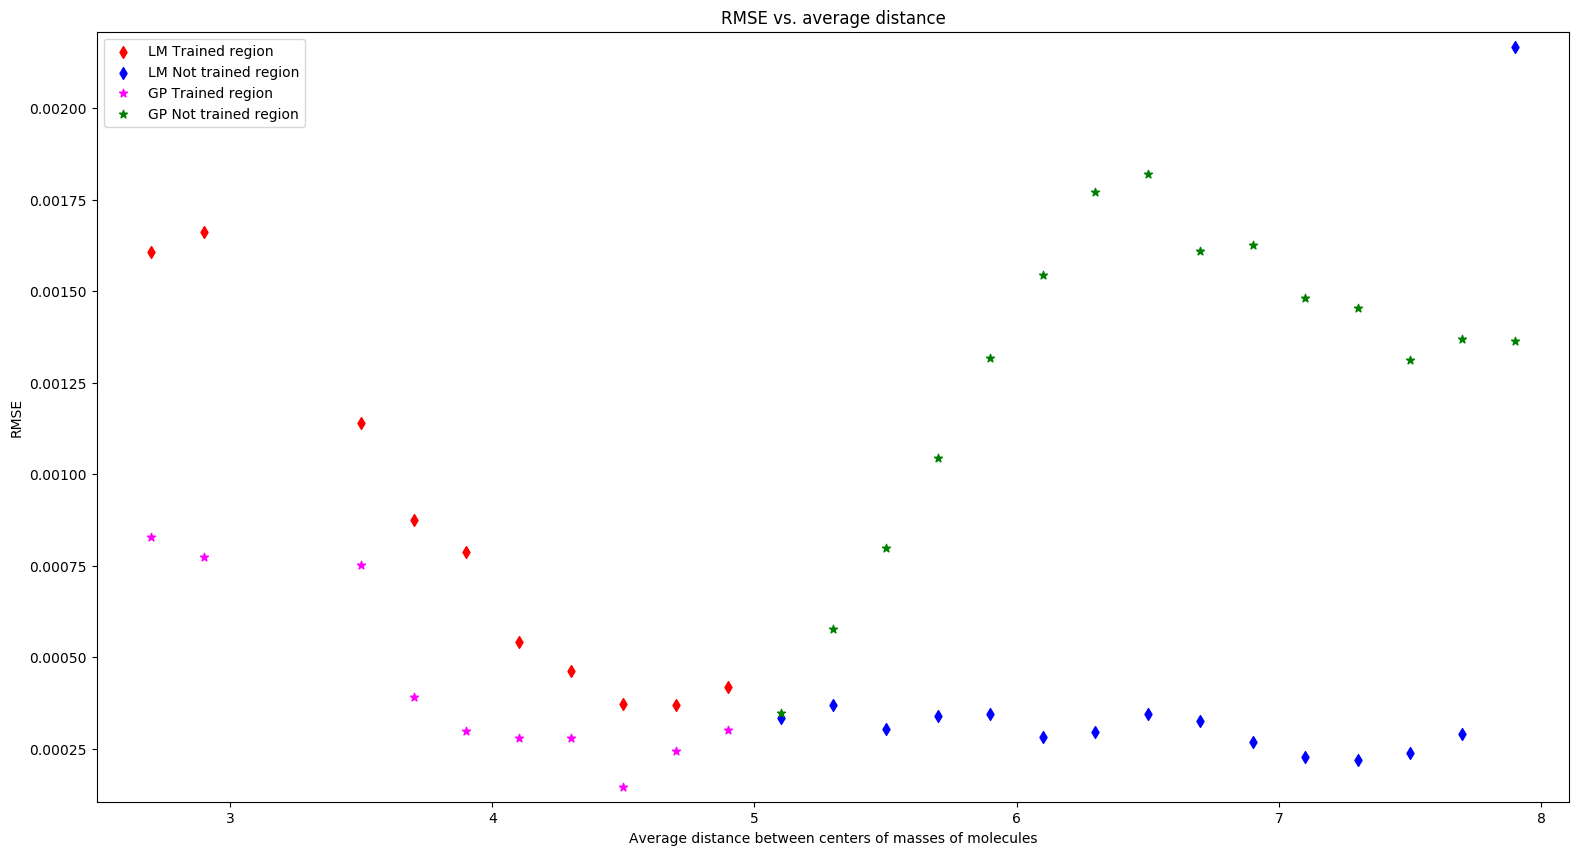 RMSE vs. average distance
LM Trained region
LM Not trained region
GP Trained region
GP Not trained region
0.00200
0.00175
0.00150
0.00125
0.00100
0.00075
0.00050
0.00025
RMSE
3 4 5 6 7 8
Average distance between centers of masses of molecules